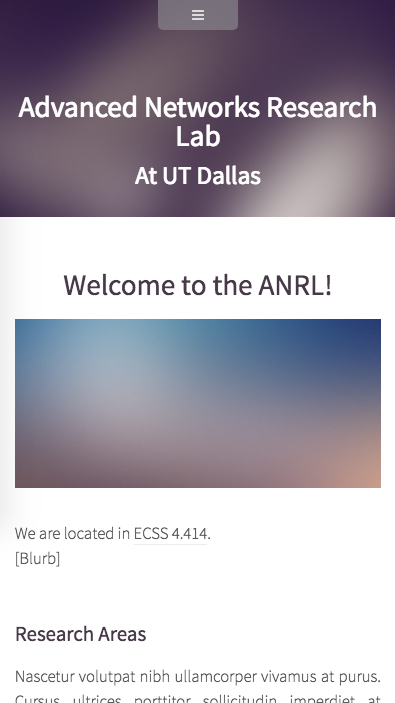 Advanced Networks Research
Lab
At UT Dallas
Welcome to the ANRL!
We are located in ECSS 4.414.
[Blurb]
Research Areas
Nascetur volutpat nibh ullamcorper vivamus at purus.
Cursus ultrices porttitor sollicitudin imperdiet at